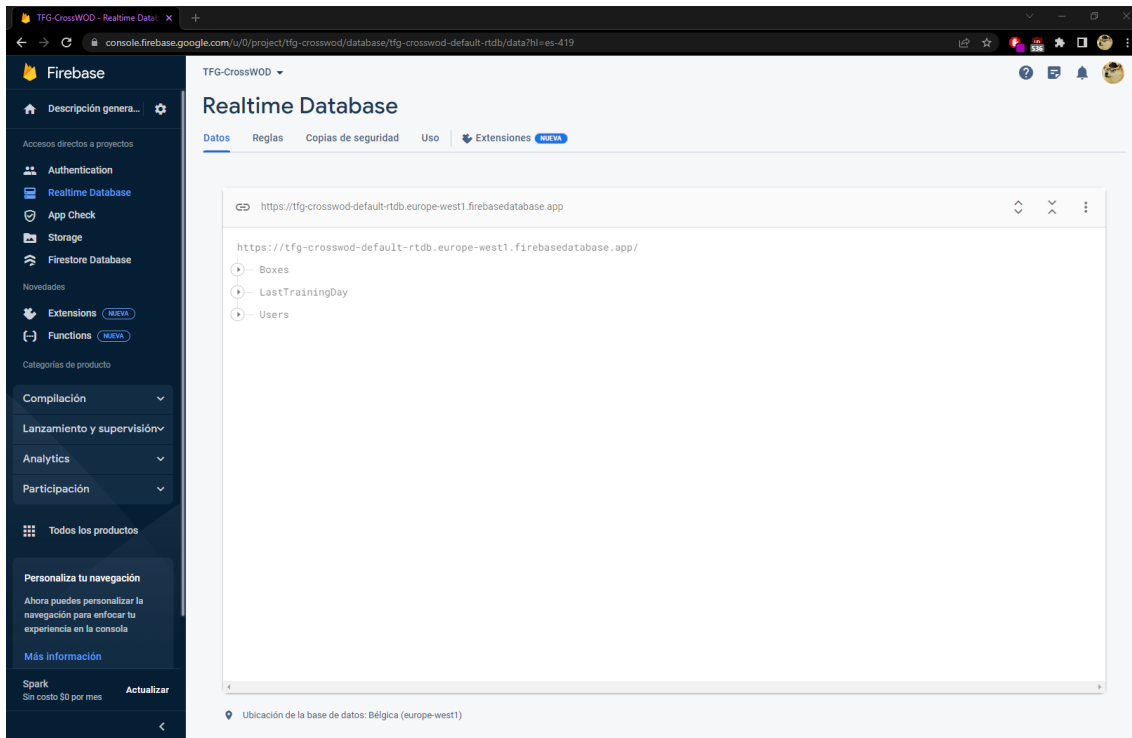 TFG-CrossWOD - Realtime Datab
console.firebase.google.com/u/0/project/tfg-crosswod/database/tfg-crosswod-default-rtdb/data?hl=es-419
536
Firebase
Descripción genera...
Accesos directos a proyectos
Authentication
Realtime Database
App Check
Storage
Firestore Database
Novedades
Extensions NUEVA
Functions NUEVA
Categorías de producto
Compilación
Lanzamiento y supervisión
Analytics
Participación
Todos los productos
Personaliza tu navegación
Ahora puedes personalizar la
navegación para enfocar tu
experiencia en la consola
Más información
Spark
Sin costo $0 por mes
Actualizar
TFG-CrossWOD
Realtime Database
Datos Reglas Copias de seguridad Uso Extensiones NUEVA
https://tfg-crosswod-default-rtdb.europe-west1.firebasedatabase.app
https://tfg-crosswod-default-rtdb.europe-west1.firebasedatabase.app/
Boxes
LastTrainingDay
Users
Ubicación de la base de datos: Bélgica (europe-west1)